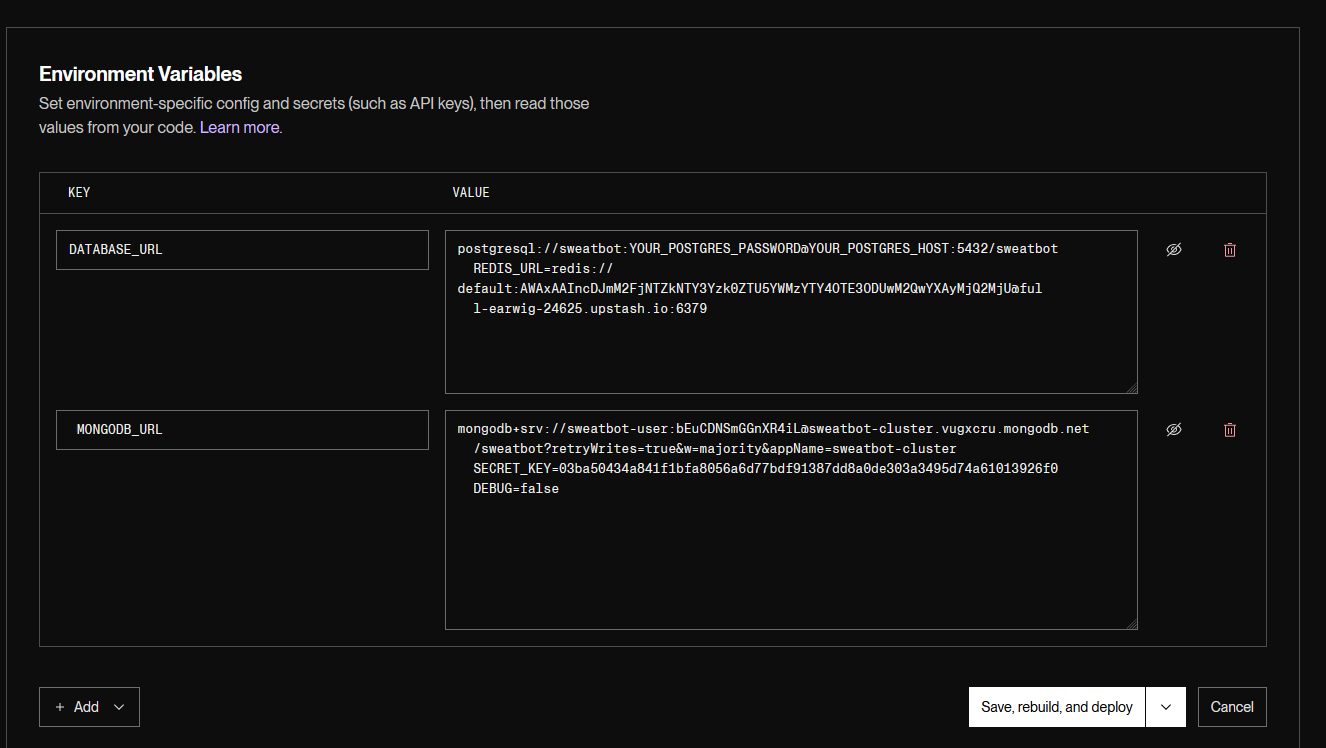 Environment Variables
Set environment-specific config and secrets (such as API keys), then read those
values from your code. Learn more.
KEY VALUE
DATABASE_URL
postgresql://sweatbot:YOUR_POSTGRES_PASSWORD@YOUR_POSTGRES_HOST:5432/sweatbot
REDIS_URL=redis://
default:AWAxAAIncDJmM2FjNTZkNTY3Yzk0ZTU5YWMzYTY4OTE3ODUwM2QwYXAyMjQ2MjU@ful
l-earwig-24625.upstash.io:6379
MONGODB_URL
mongodb+srv://sweatbot-user:bEuCDNSmGGnXR4iL@sweatbot-cluster.vugxcru.mongodb.net
/sweatbot?retryWrites=true&w=majority&appName=sweatbot-cluster
SECRET_KEY=03ba50434a841f1bfa8056a6d77bdf91387dd8a0de303a3495d74a61013926f0
DEBUG=false
+ Add
Save, rebuild, and deploy
Cancel